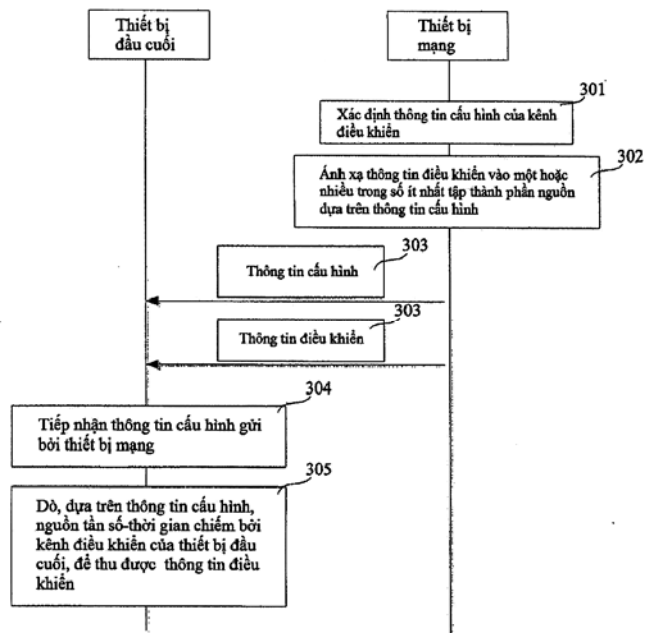 Thiết bị
đầu cuối
Thiết bị
mạng
301
Xác định thông tin cấu hình của kênh
điều khiển
302
Ánh xạ thông tin điều khiển vào một hoặc
nhiều trong số ít nhất tập thành phần nguồn
dựa trên thông tin cấu hình
303
Thông tin cấu hình
303
Thông tin điều khiển
304
Tiếp nhận thông tin cấu hình gửi
bởi thiết bị mạng
305
Dò, dựa trên thông tin cấu hình,
nguồn tần số-thời gian chiếm bởi
kênh điều khiển của thiết bị đầu
cuối, để thu được thông tin điều
khiển